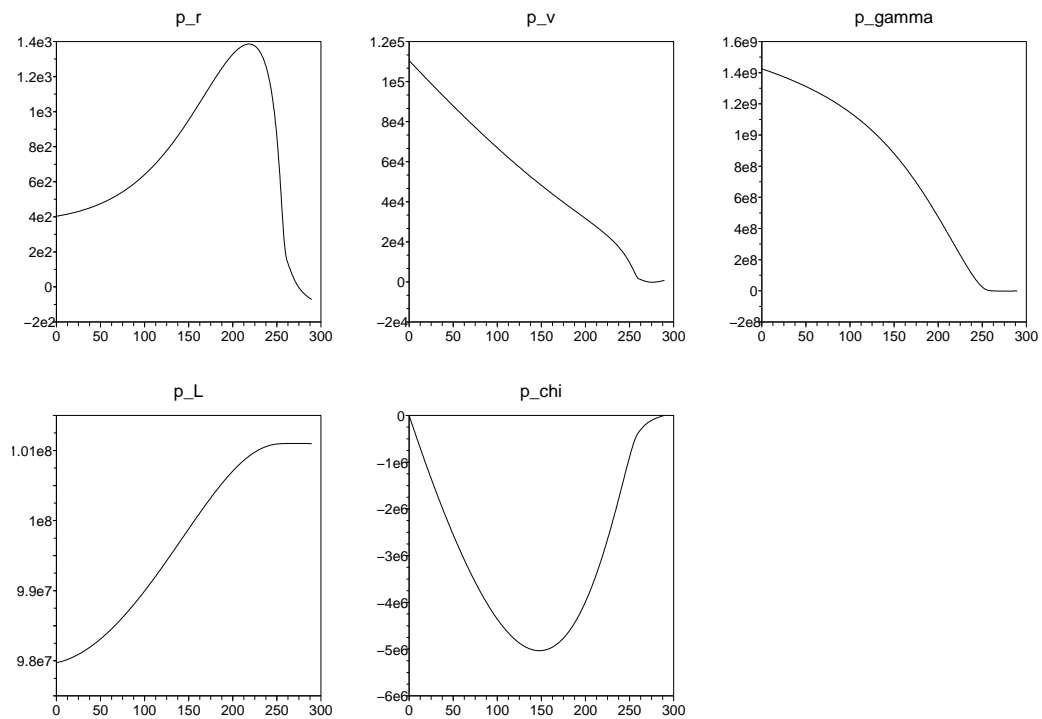 p_r p_v p_gamma
1.4e3 1.2e5 1.6e9
1.2e3 1e5 1.4e9
1e3 8e4 1.2e9
8e2 6e4 1e9
6e2 4e4 8e8
4e2 2e4 6e8
2e2 0 4e8
0 −2e4 2e8
−2e2 0
−2e8
0 50 100 150 200 250 300 0 50 100 150 200 250 300 0 50 100 150 200 250 300
p_L p_chi
1.01e8 0
1e8 −1e6
9.9e7 −2e6
9.8e7 −3e6
−4e6
−5e6
−6e6
0 50 100 150 200 250 300 0 50 100 150 200 250 300